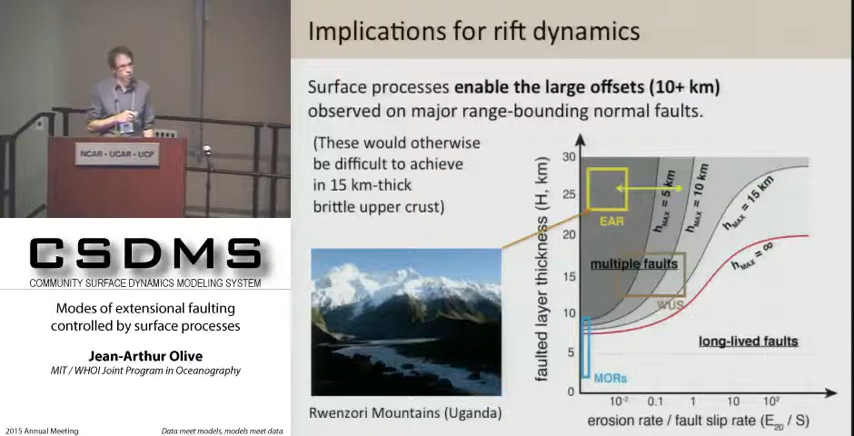 Implications for rift dynamics
Surface processes enable the large offsets (10+ km)
observed on major range-bounding normal faults.
(These would otherwise
be difficult to achieve
in 15 km-thick
brittle upper crust)
Rwenzori Mountains (Uganda)
faulted layer thickness (H, km)
30
25
20
15
10
5
0
EAR
hMAX = 5 km
hMAX = 10 km
hMAX = 15 km
hMAX = ∞
multiple faults
WUS
long-lived faults
MORs
10⁻² 0.1 1 10 10²
erosion rate / fault slip rate (E₂₀ / S)
NCAR - UCAR - UCP
CSDMS
COMMUNITY SURFACE DYNAMICS MODELING SYSTEM
Modes of extensional faulting
controlled by surface processes
Jean-Arthur Olive
MIT / WHOI Joint Program in Oceanography
2015 Annual Meeting
Data meet models, models meet data